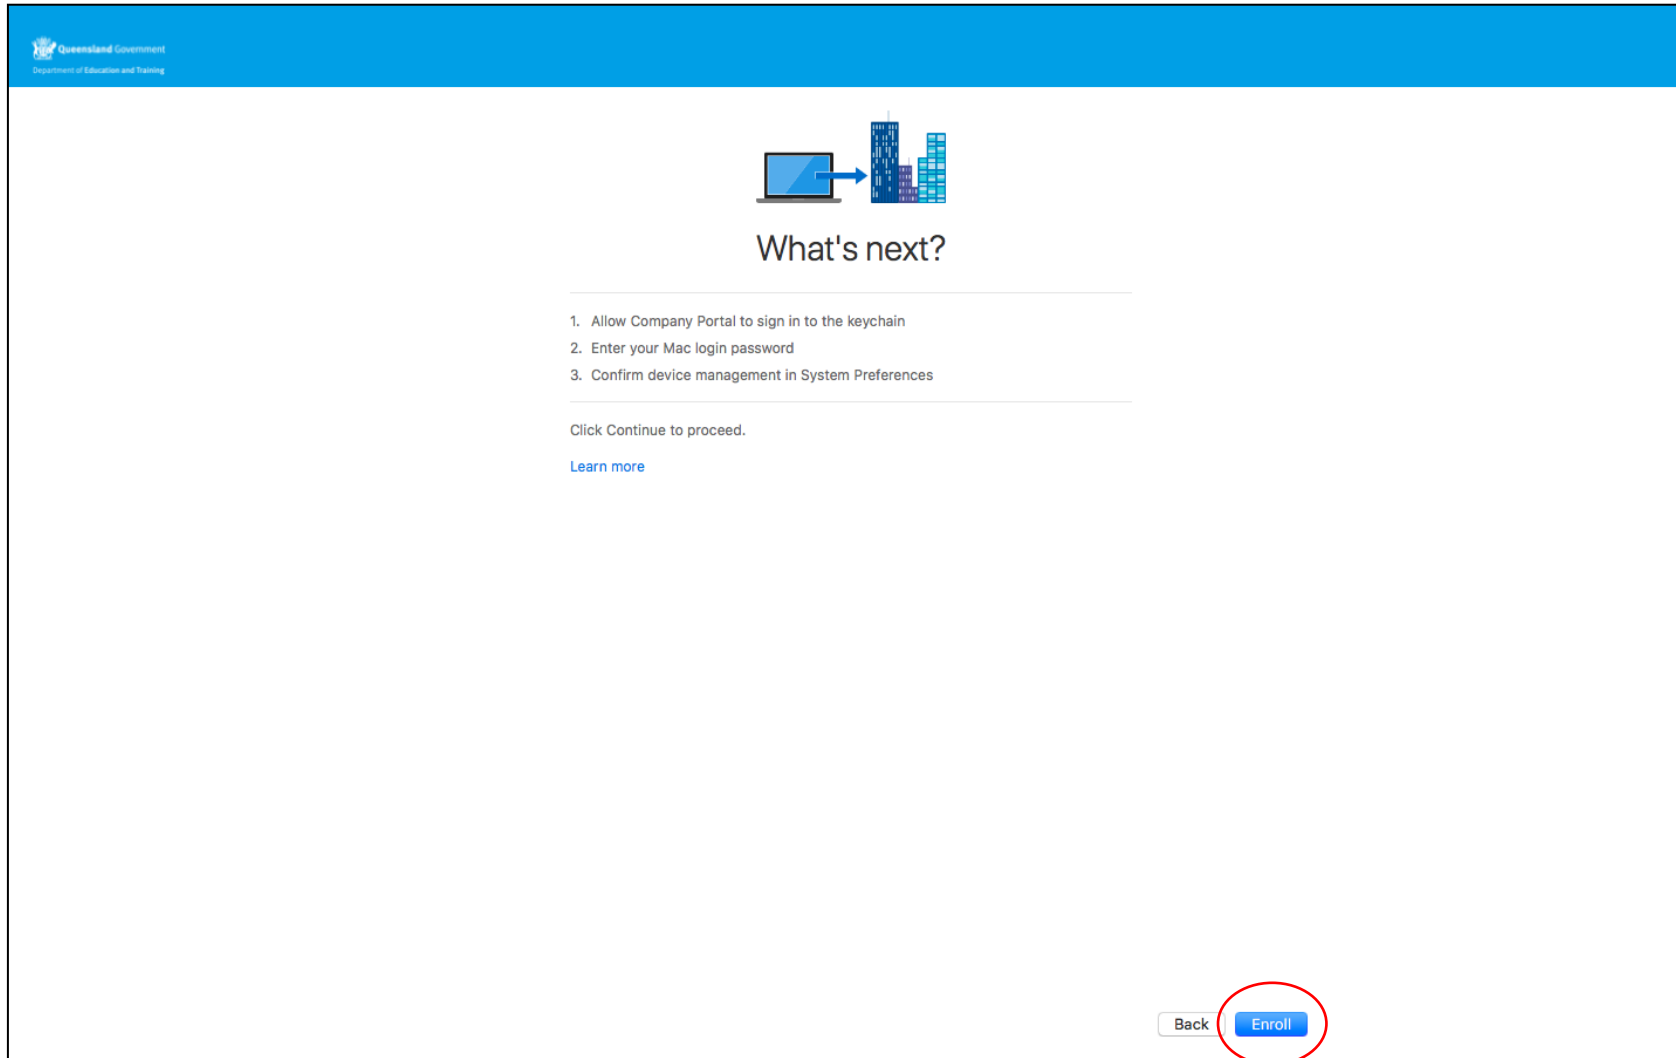 Queensland Government
Department of Education and Training
What's next?
1. Allow Company Portal to sign in to the keychain
2. Enter your Mac login password
3. Confirm device management in System Preferences
Click Continue to proceed.
Learn more
Back Enroll